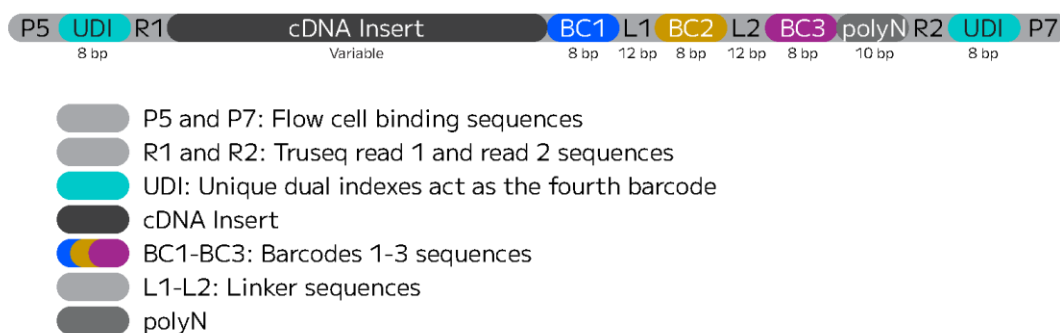 P5 UDI R1 cDNA Insert BC1 L1 BC2 L2 BC3 polyN R2 UDI P7
8 bp Variable 8 bp 12 bp 8 bp 12 bp 8 bp 10 bp 8 bp
P5 and P7: Flow cell binding sequences
R1 and R2: Truseq read 1 and read 2 sequences
UDI: Unique dual indexes act as the fourth barcode
cDNA Insert
BC1-BC3: Barcodes 1-3 sequences
L1-L2: Linker sequences
polyN